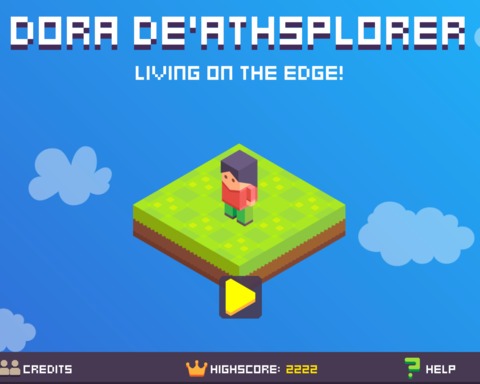 DORA DE'ATHSPLORER
LIVING ON THE EDGE!
CREDITS
HIGHSCORE: 2222
HELP